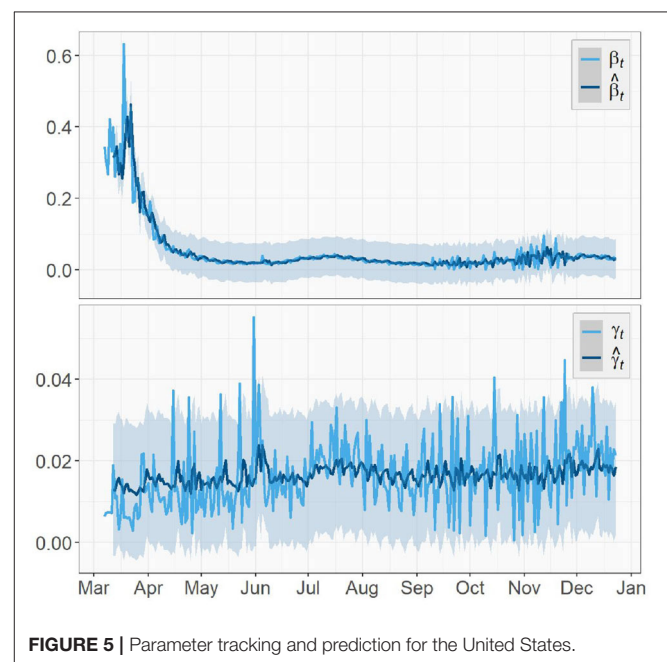 0.6
0.4
0.2
0.0
βt
β̂t
0.04
0.02
0.00
γt
γ̂t
Mar Apr May Jun Jul Aug Sep Oct Nov Dec Jan
FIGURE 5 | Parameter tracking and prediction for the United States.